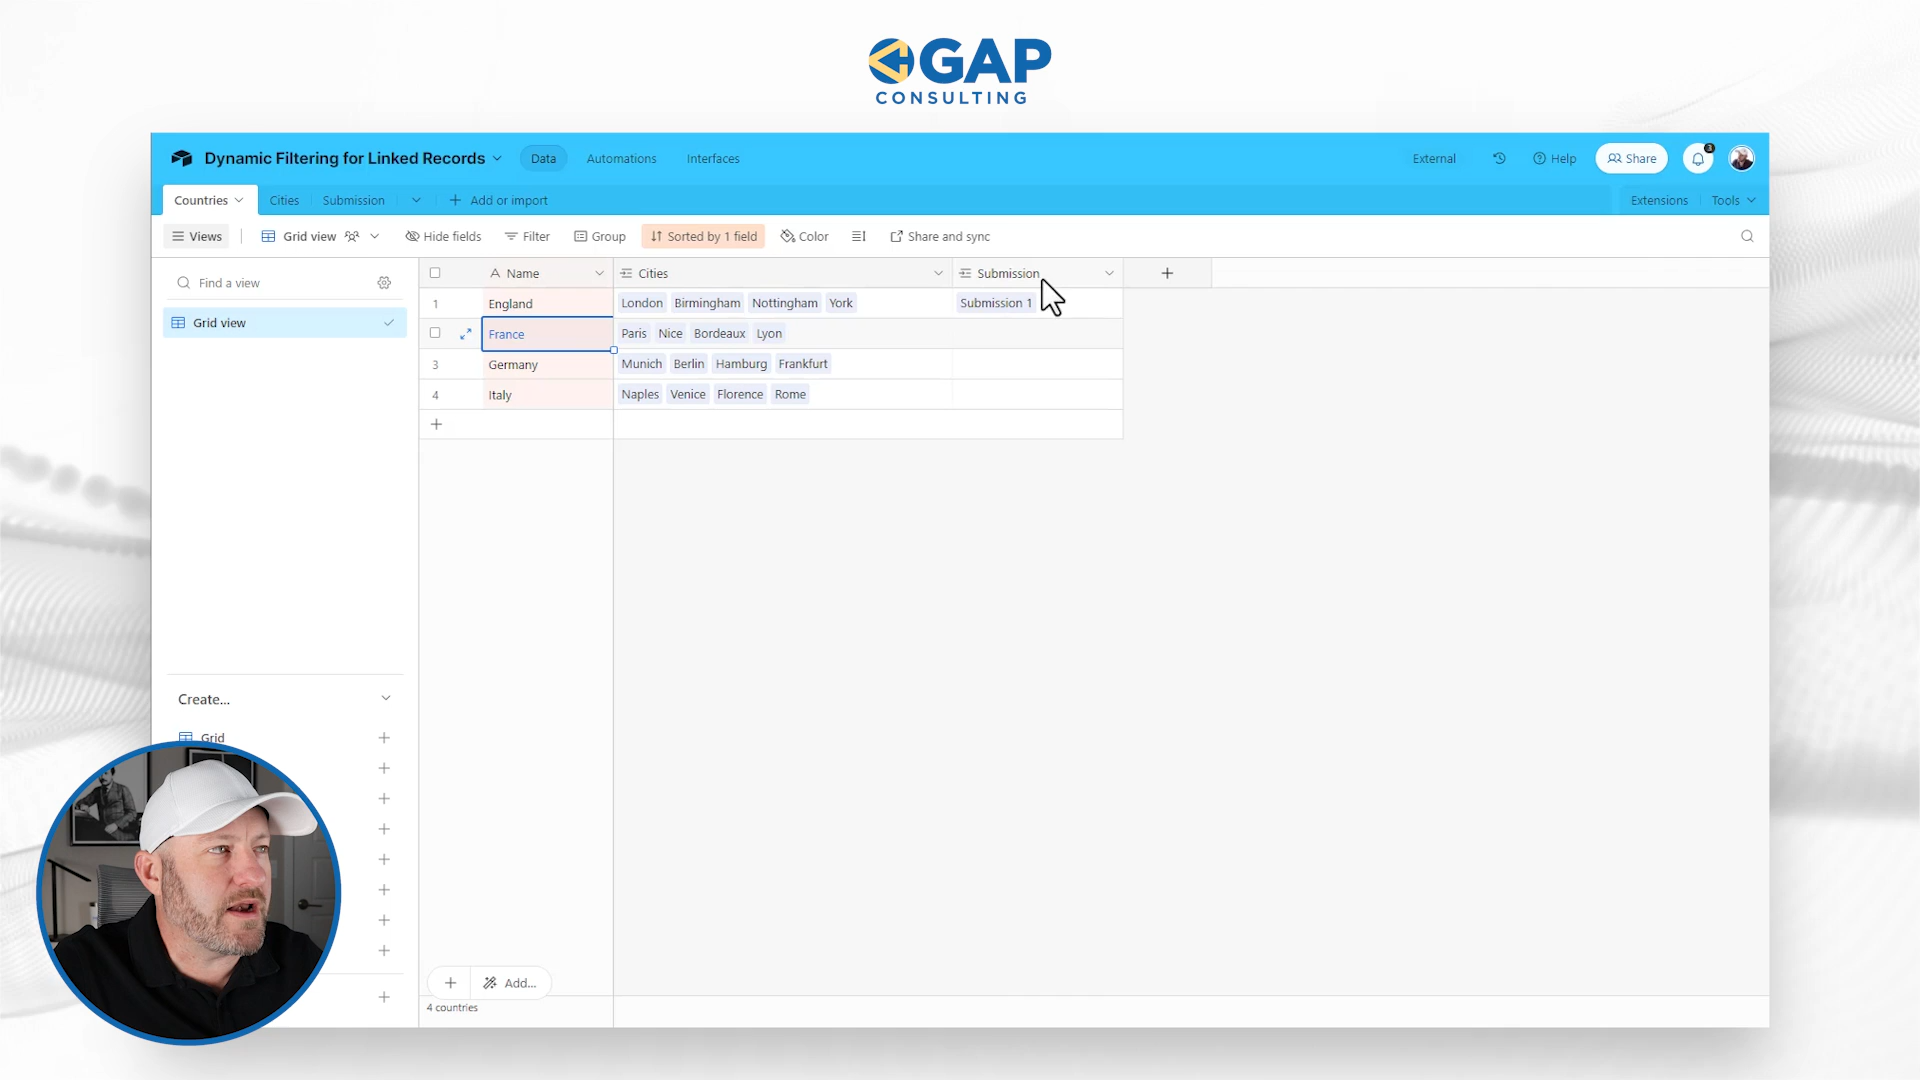 GAP
CONSULTING
Dynamic Filtering for Linked Records
Data
Automations
Interfaces
External
Help
Share
3
Countries
Cities
Submission
Add or import
Extensions
Tools
Views
Grid view
Hide fields
Filter
Group
Sorted by 1 field
Color
Share and sync
Find a view
Grid view
Name
Cities
Submission
1
England
London
Birmingham
Nottingham
York
Submission 1
France
Paris
Nice
Bordeaux
Lyon
3
Germany
Munich
Berlin
Hamburg
Frankfurt
4
Italy
Naples
Venice
Florence
Rome
Create...
Grid
Add...
4 countries